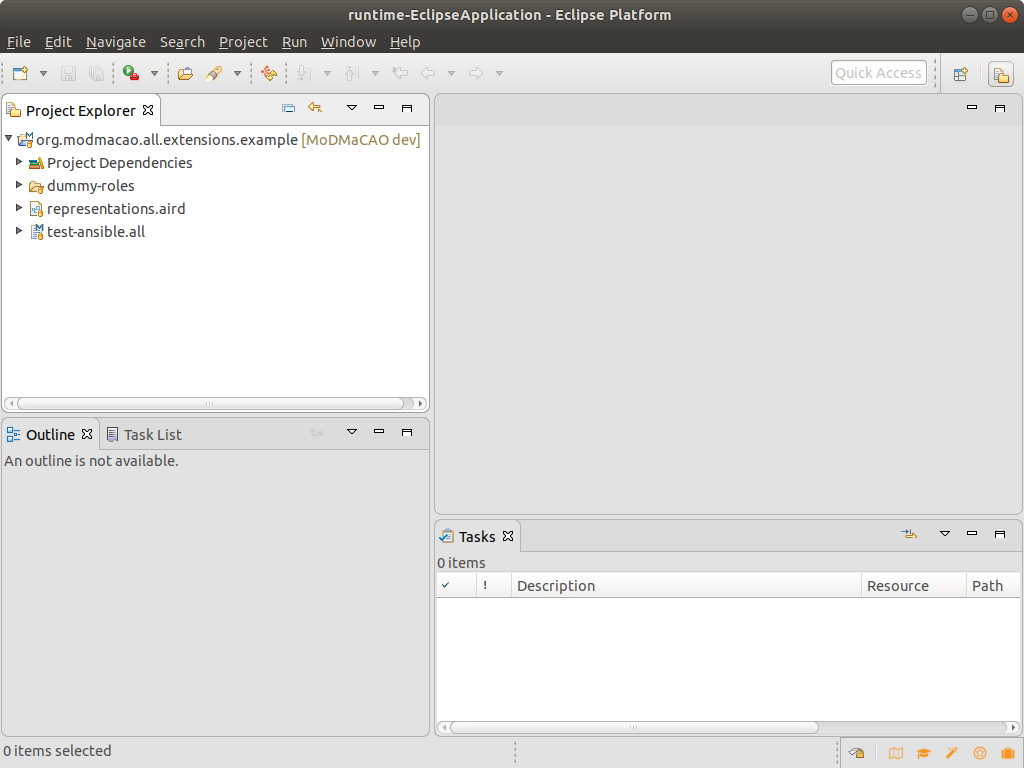 runtime-EclipseApplication - Eclipse Platform
File Edit Navigate Search Project Run Window Help
Quick Access
Project Explorer
org.modmacao.all.extensions.example [MoDMaCAO dev]
Project Dependencies
dummy-roles
representations.aird
test-ansible.all
Outline Task List
An outline is not available.
Tasks
0 items
! Description Resource Path
0 items selected